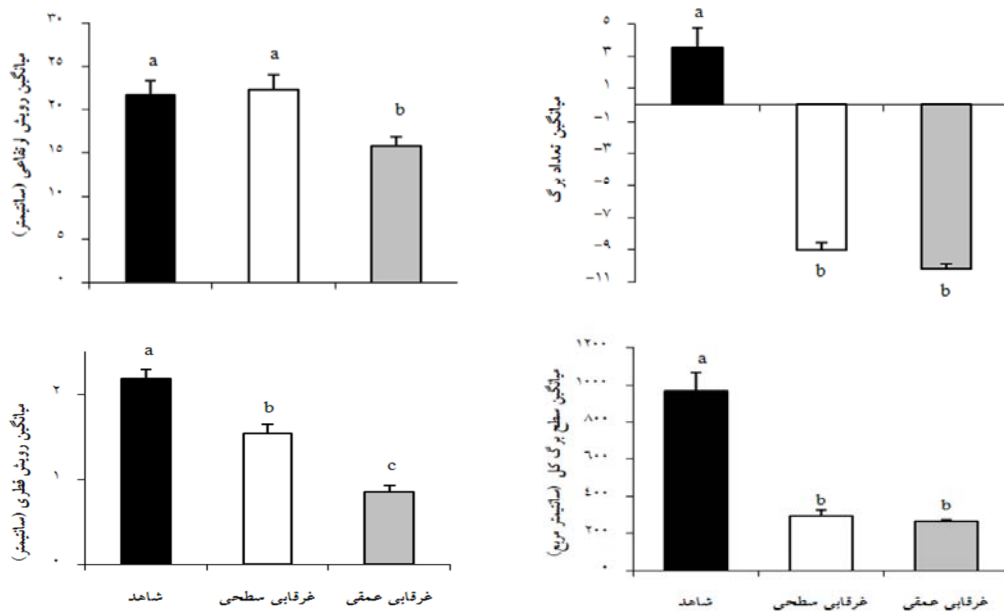 میانگین رویش ارتفاعی (سانتیمتر)
۳۰
۲۵
۲۰
۱۵
۱۰
۵
۰
a
a
b
میانگین تعداد برگ
۵
۳
۱
-۱
-۳
-۵
-۷
-۹
-۱۱
a
b
b
میانگین رویش قطری (سانتیمتر)
۲
۱
۰
a
b
c
شاهد
غرقابی سطحی
غرقابی عمقی
میانگین سطح برگ کل (سانتیمتر مربع)
۱۲۰۰
۱۰۰۰
۸۰۰
۶۰۰
۴۰۰
۲۰۰
۰
a
b
b
شاهد
غرقابی سطحی
غرقابی عمقی